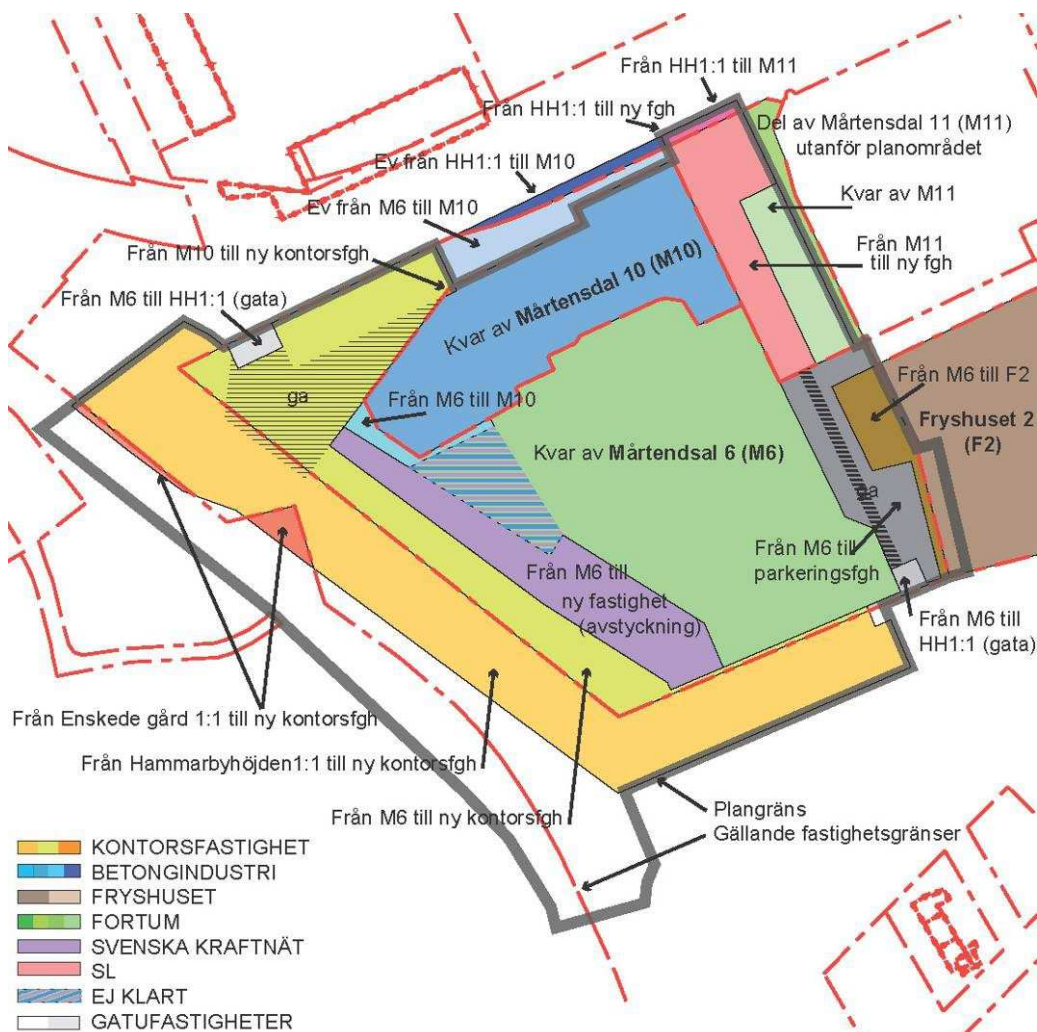 Från HH1:1 till M11
Från HH1:1 till ny fgh
Del av Mårtensdal 11 (M11)
utanför planområdet
Ev från HH1:1 till M10
Kvar av M11
Ev från M6 till M10
Från M10 till ny kontorsfgh
Från M11
till ny fgh
Från M6 till HH1:1 (gata)
Kvar av Mårtensdal 10 (M10)
Från M6 till F2
ga
Från M6 till M10
Fryshuset 2
(F2)
Kvar av Mårtendsal 6 (M6)
ga
Från M6 till
parkeringsfgh
Från M6 till
ny fastighet
(avstyckning)
Från M6 till
HH1:1 (gata)
Från Enskede gård 1:1 till ny kontorsfgh
Från Hammarbyhöjden1:1 till ny kontorsfgh
Från M6 till ny kontorsfgh
Plangräns
Gällande fastighetsgränser
KONTORSFASTIGHET
BETONGINDUSTRI
FRYSHUSET
FORTUM
SVENSKA KRAFTNÄT
SL
EJ KLART
GATUFASTIGHETER